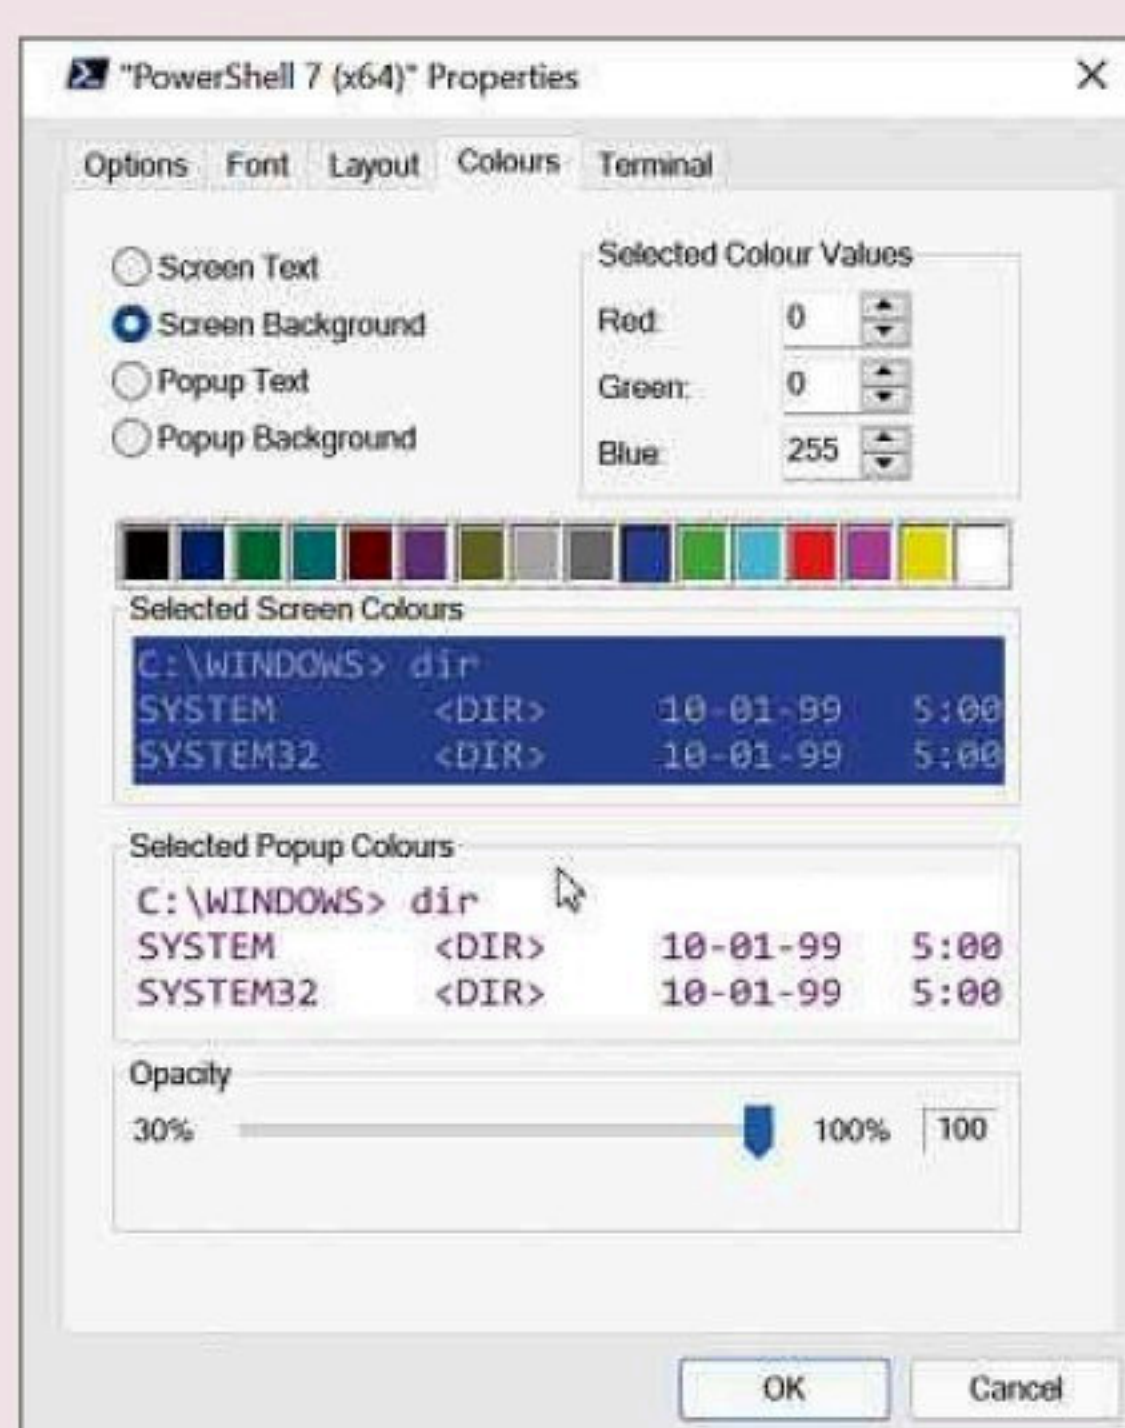 "PowerShell 7 (x64)" Properties
Options Font Layout Colours Terminal
Screen Text
Screen Background
Popup Text
Popup Background
Selected Colour Values
Red: 0
Green: 0
Blue: 255
Selected Screen Colours
C:\WINDOWS> dir
SYSTEM <DIR> 10-01-99 5:00
SYSTEM32 <DIR> 10-01-99 5:00
Selected Popup Colours
C:\WINDOWS> dir
SYSTEM <DIR> 10-01-99 5:00
SYSTEM32 <DIR> 10-01-99 5:00
Opacity
30% 100% 100
OK Cancel